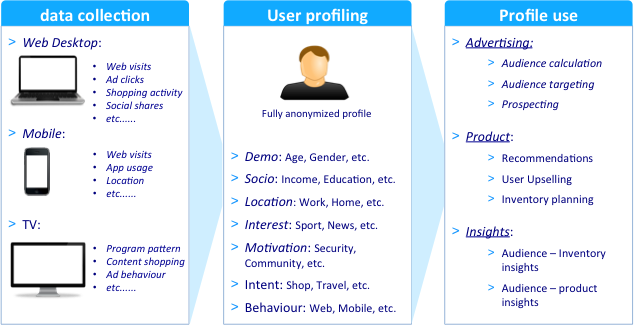 data collection
> Web Desktop:
• Web visits
• Ad clicks
• Shopping activity
• Social shares
• etc......
> Mobile:
• Web visits
• App usage
• Location
• etc......
> TV:
• Program pattern
• Content shopping
• Ad behaviour
• etc......
User profiling
Fully anonymized profile
> Demo: Age, Gender, etc.
> Socio: Income, Education, etc.
> Location: Work, Home, etc.
> Interest: Sport, News, etc.
> Motivation: Security,
Community, etc.
> Intent: Shop, Travel, etc.
> Behaviour: Web, Mobile, etc.
Profile use
> Advertising:
> Audience calculation
> Audience targeting
> Prospecting
> Product:
> Recommendations
> User Upselling
> Inventory planning
> Insights:
> Audience – Inventory
insights
> Audience – product
insights